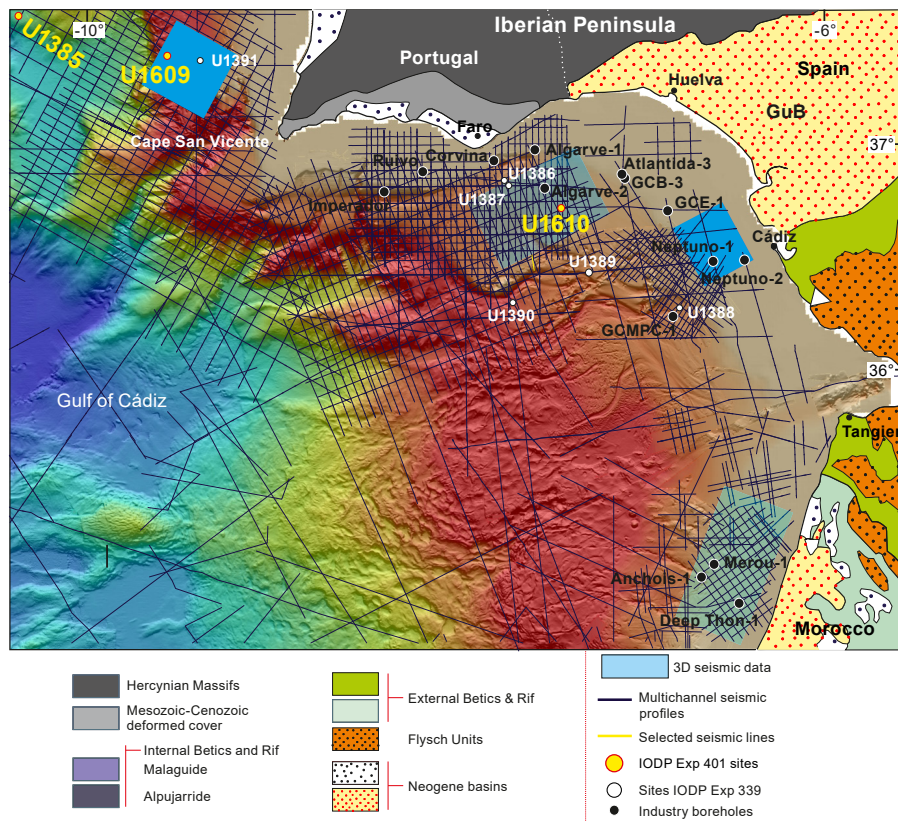 -10°
Iberian Peninsula
-6°
U1385
U1391
Portugal
U1609
Spain
Huelva
GuB
Cape San Vicente
Faro
37°
Ruivo
Corvina
Algarve-1
U1386
Atlantida-3
U1387
Algarve-2
GCB-3
Imperador
GCE-1
U1610
Cádiz
Neptuno-1
U1389
Neptuno-2
U1390
U1388
GCMPC-1
36°
Gulf of Cádiz
Tangier
Merou-1
Anchois-1
Deep Thon-1
Morocco
Hercynian Massifs
Mesozoic-Cenozoic
deformed cover
Internal Betics and Rif
Malaguide
Alpujarride
External Betics & Rif
Flysch Units
Neogene basins
3D seismic data
Multichannel seismic
profiles
Selected seismic lines
IODP Exp 401 sites
Sites IODP Exp 339
Industry boreholes